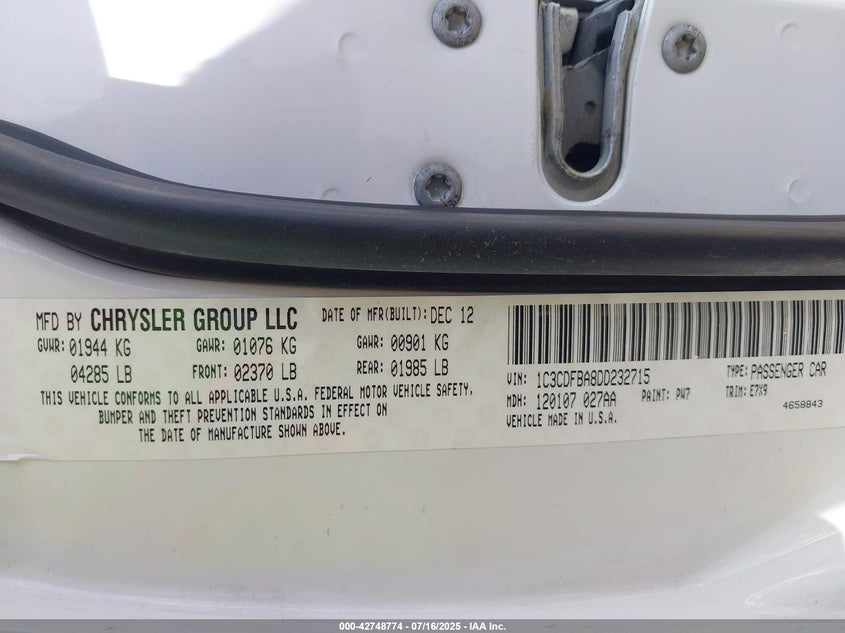 MFD BY CHRYSLER GROUP LLC DATE OF MFR(BUILT): DEC 12
GVWR: 01944 KG GAWR: 01076 KG GAWR: 00901 KG
04285 LB FRONT: 02370 LB REAR: 01985 LB
THIS VEHICLE CONFORMS TO ALL APPLICABLE U.S.A. FEDERAL MOTOR VEHICLE SAFETY,
BUMPER AND THEFT PREVENTION STANDARDS IN EFFECT ON
THE DATE OF MANUFACTURE SHOWN ABOVE.
VIN: 1C3CDFBA8DD232715 TYPE: PASSENGER CAR
MDH: 120107 027AA PAINT: PW7 TRIM: E7X9
VEHICLE MADE IN U.S.A. 4658843
000-42748774 / 07/16/2025 - IAA Inc.